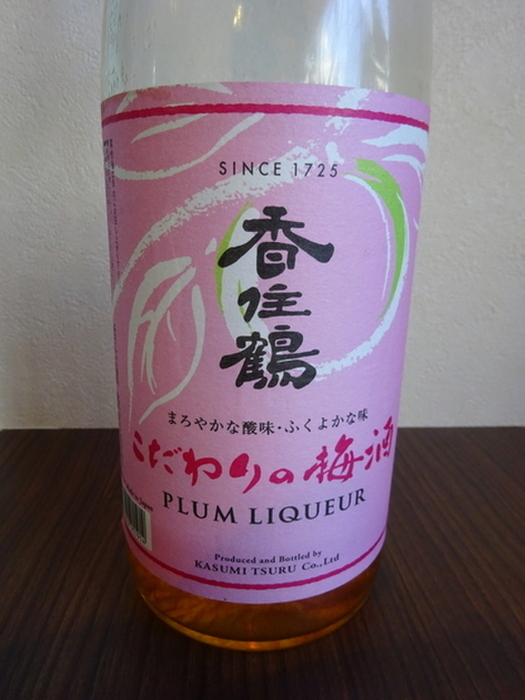 SINCE 1725
香住鶴
まろやかな酸味・ふくよかな味
こだわりの梅酒
PLUM LIQUEUR
Produced and Bottled by
KASUMI TSURU Co.,Ltd